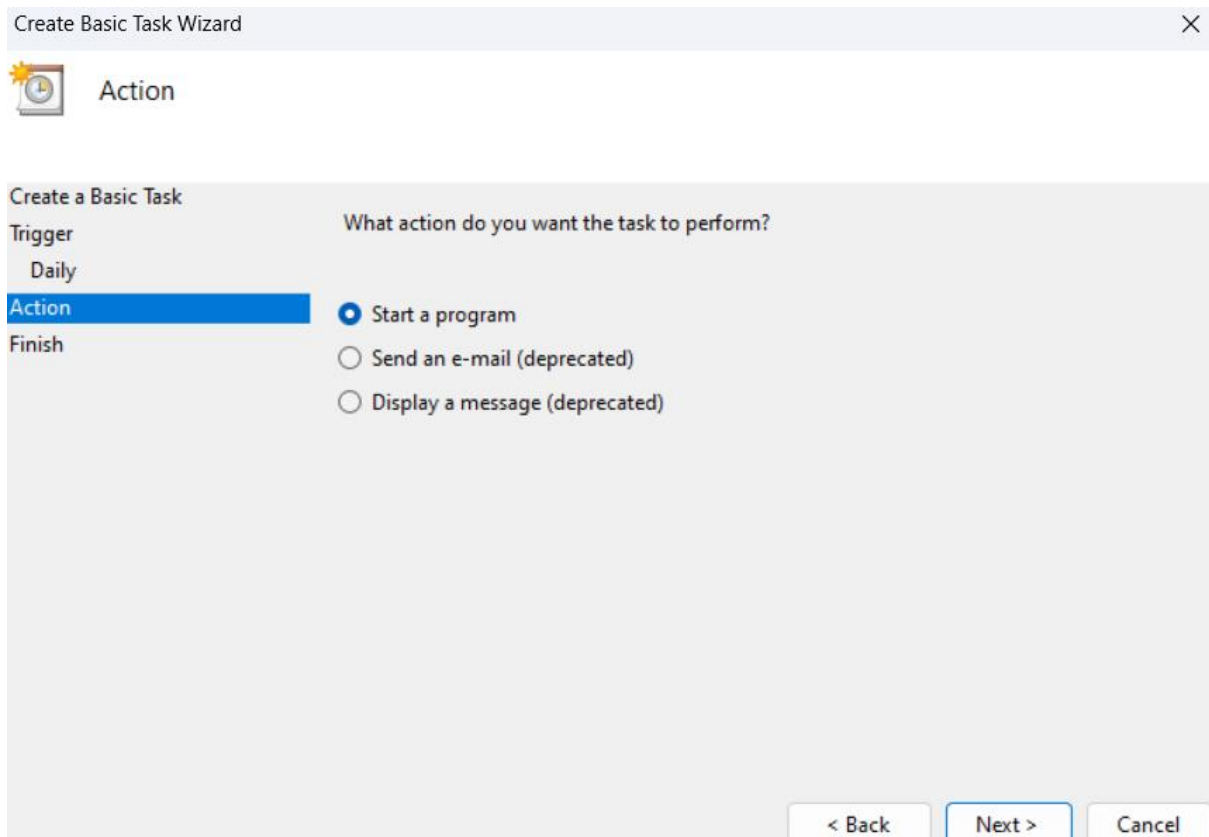 Create Basic Task Wizard
Action
Create a Basic Task
Trigger
Daily
Action
Finish
What action do you want the task to perform?
Start a program
Send an e-mail (deprecated)
Display a message (deprecated)
< Back
Next >
Cancel